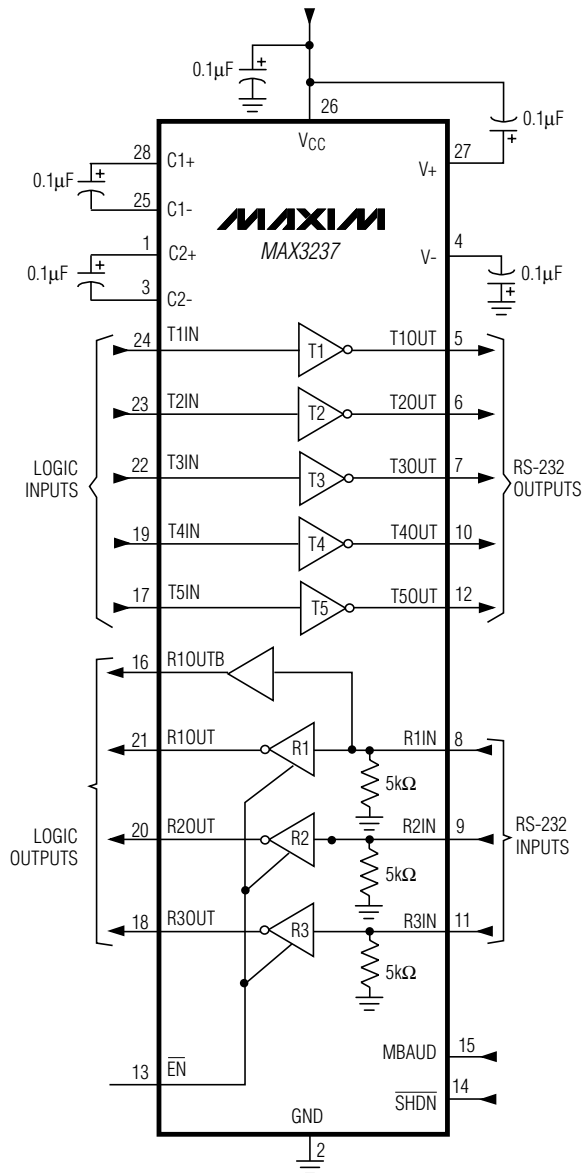 0.1µF
+
26
VCC
+
0.1µF
28
C1+
27
V+
0.1µF
+
25
C1-
MAXIM
MAX3237
1
C2+
4
V-
0.1µF
+
3
C2-
+
0.1µF
24
T1IN
T1
T1OUT
5
23
T2IN
T2
T2OUT
6
LOGIC
INPUTS
22
T3IN
T3
T3OUT
7
RS-232
OUTPUTS
19
T4IN
T4
T4OUT
10
17
T5IN
T5
T5OUT
12
16
R1OUTB
21
R1OUT
R1
R1IN
8
5kΩ
LOGIC
OUTPUTS
20
R2OUT
R2
R2IN
9
RS-232
INPUTS
5kΩ
18
R3OUT
R3
R3IN
11
5kΩ
MBAUD
15
13
EN
SHDN
14
GND
2